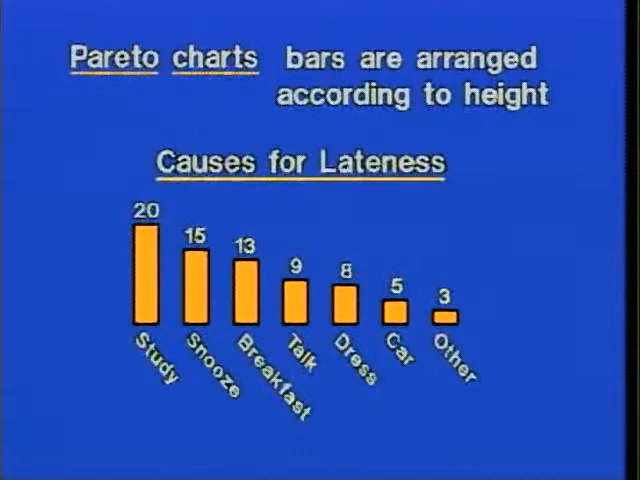 Pareto charts bars are arranged
according to height
Causes for Lateness
20
15
13
9
8
5
3
Study
Snooze
Breakfast
Talk
Dress
Car
Other